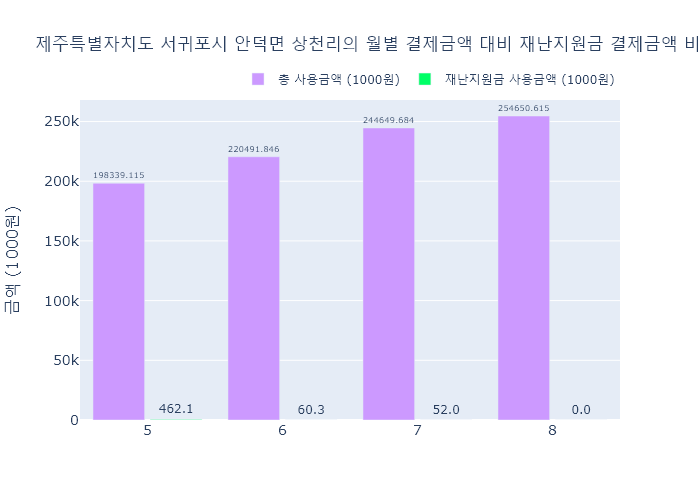 제주특별자치도 서귀포시 안덕면 상천리의 월별 결제금액 대비 재난지원금 결제금액 비
총 사용금액 (1000원)
재난지원금 사용금액 (1000원)
금액 (1000원)
250k
200k
150k
100k
50k
0
198339.115
220491.846
244649.684
254650.615
462.1
60.3
52.0
0.0
5
6
7
8